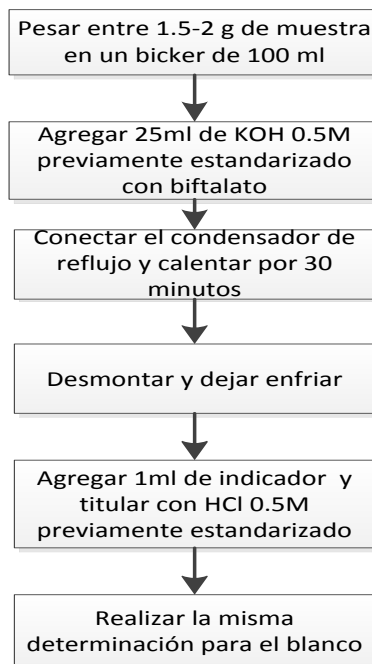 Pesar entre 1.5-2 g de muestra
en un bicker de 100 ml
Agregar 25ml de KOH 0.5M
previamente estandarizado
con biftalato
Conectar el condensador de
reflujo y calentar por 30
minutos
Desmontar y dejar enfriar
Agregar 1ml de indicador y
titular con HCl 0.5M
previamente estandarizado
Realizar la misma
determinación para el blanco